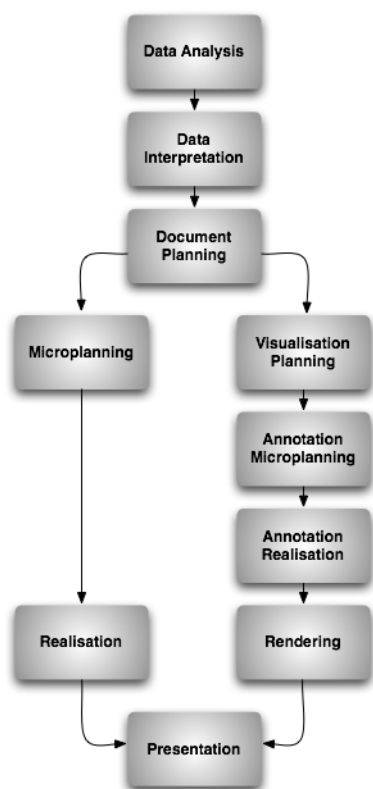 Data Analysis
Data
Interpretation
Document
Planning
Microplanning
Visualisation
Planning
Annotation
Microplanning
Annotation
Realisation
Realisation
Rendering
Presentation